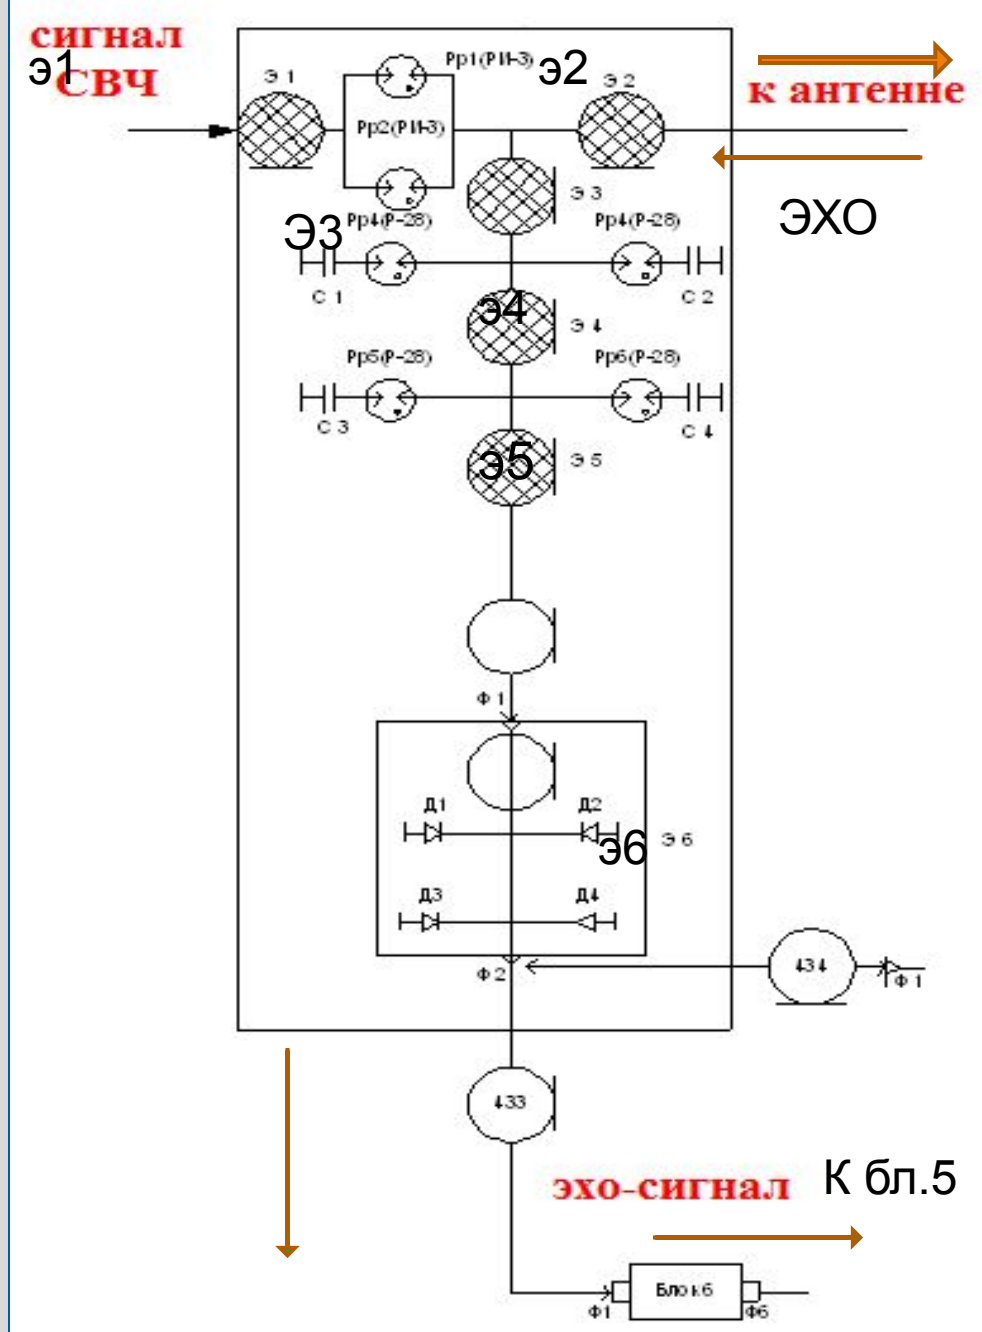 сигнал
э1
СВЧ
Э 1
Рр1(РИ-3)
э2
Э 2
к антенне
Рр2(РИ-3)
Э 3
ЭХО
Рр4(Р-28)
Э3
Рр4(Р-28)
С 1
С 2
э4
Э 4
Рр5(Р-28)
Рр6(Р-28)
С 3
С 4
э5
Э 5
Ф 1
Д1
Д2
э6
Э 6
Д3
Д4
Ф 2
434
Ф 1
433
эхо-сигнал
К бл.5
Блок6
Ф1
Ф6